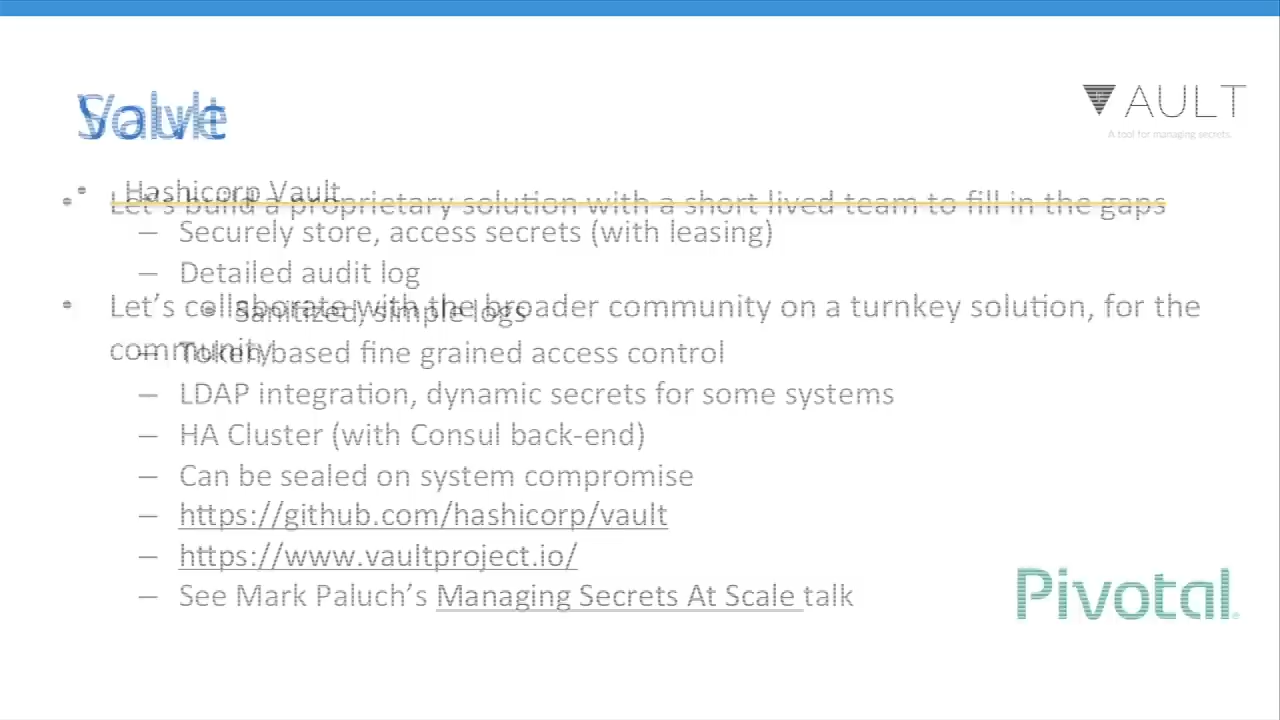 VAULT
A tool for managing secrets.
Hashicorp Vault
Let's build a proprietary solution with a short lived team to fill in the gaps
Securely store, access secrets (with leasing)
Detailed audit log
Let's collaborate with the broader community on a turnkey solution, for the
Sanitized, simple logs
community
Token based fine grained access control
LDAP integration, dynamic secrets for some systems
HA Cluster (with Consul back-end)
Can be sealed on system compromise
https://github.com/hashicorp/vault
https://www.vaultproject.io/
See Mark Paluch's Managing Secrets At Scale talk
Pivotal